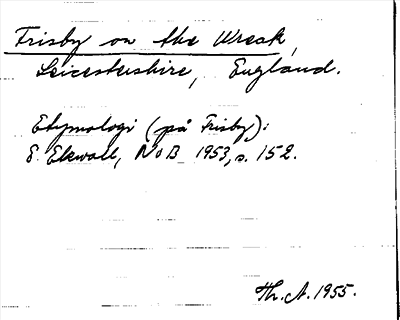 Frisby on the Wreak,
Leicestershire, England.
Etymologi (på Frisby):
E. Ekwall, NoB 1953, s. 152.
Th. A. 1955.